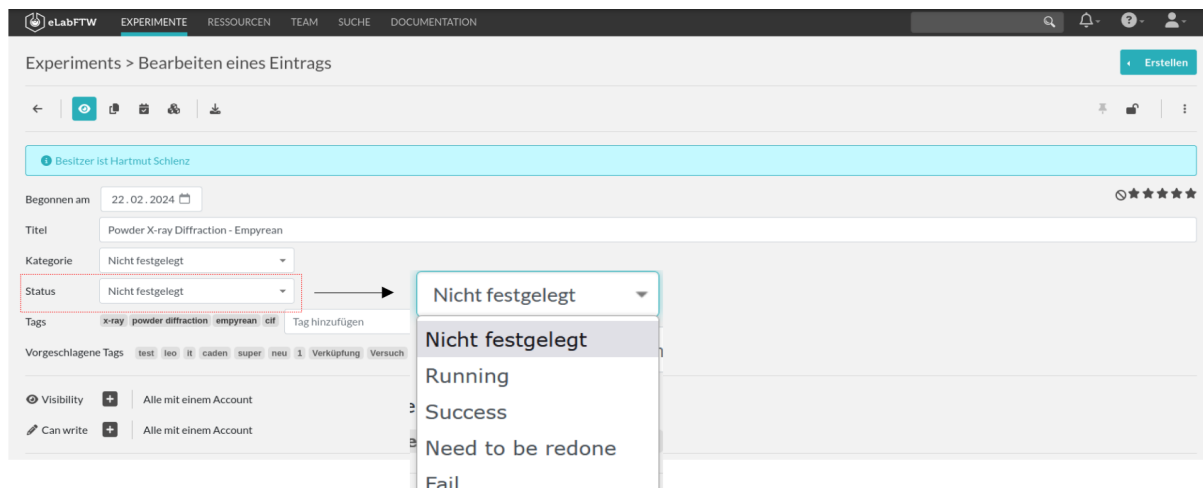 eLabFTW EXPERIMENTE RESSOURCEN TEAM SUCHE DOCUMENTATION
Experiments > Bearbeiten eines Eintrags
Erstellen
Besitzer ist Hartmut Schlenz
Begonnen am 22.02.2024
Titel Powder X-ray Diffraction - Empyrean
Kategorie Nicht festgelegt
Status Nicht festgelegt
Nicht festgelegt
Tags x-ray powder diffraction empyrean cif Tag hinzufügen
Nicht festgelegt
Vorgeschlagene Tags test leo it caden super neu 1 Verküpfung Versuch
Running
Visibility Alle mit einem Account
Success
Can write Alle mit einem Account
Need to be redone
Fail